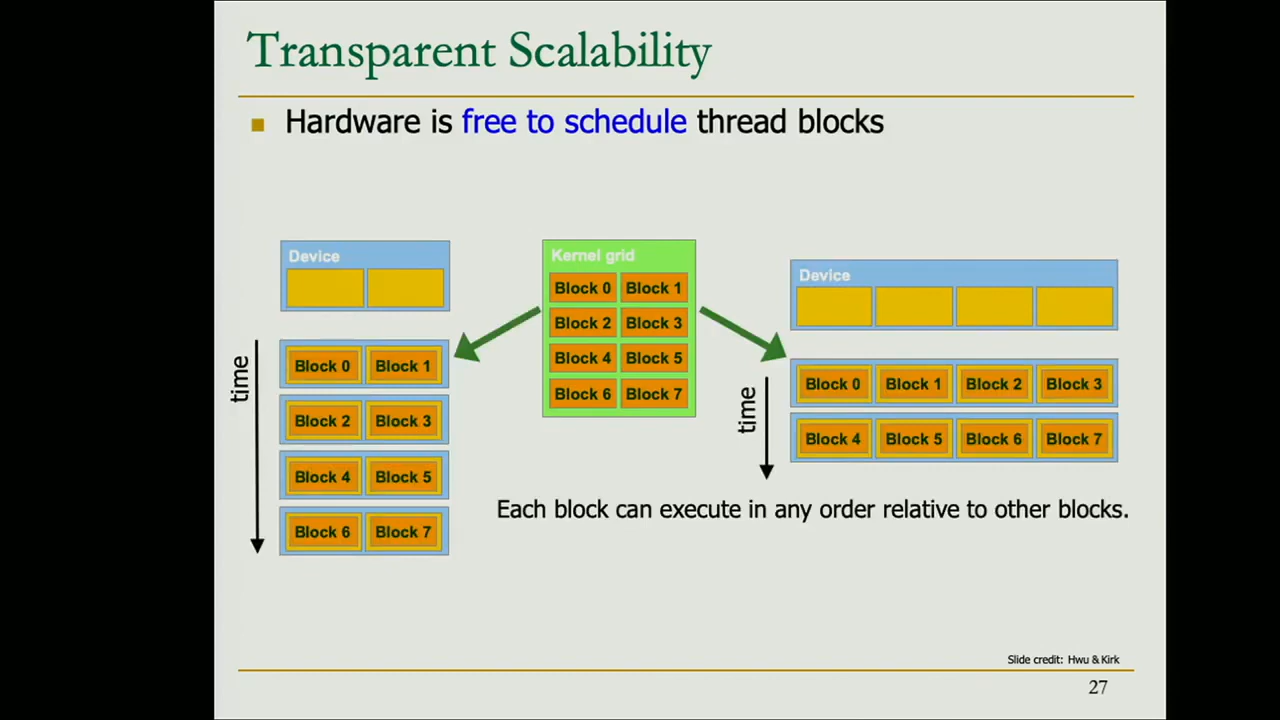 Transparent Scalability
Hardware is free to schedule thread blocks
Device
time
Block 0 Block 1
Block 2 Block 3
Block 4 Block 5
Block 6 Block 7
Kernel grid
Block 0 Block 1
Block 2 Block 3
Block 4 Block 5
Block 6 Block 7
Device
time
Block 0 Block 1 Block 2 Block 3
Block 4 Block 5 Block 6 Block 7
Each block can execute in any order relative to other blocks.
Slide credit: Hwu & Kirk
27